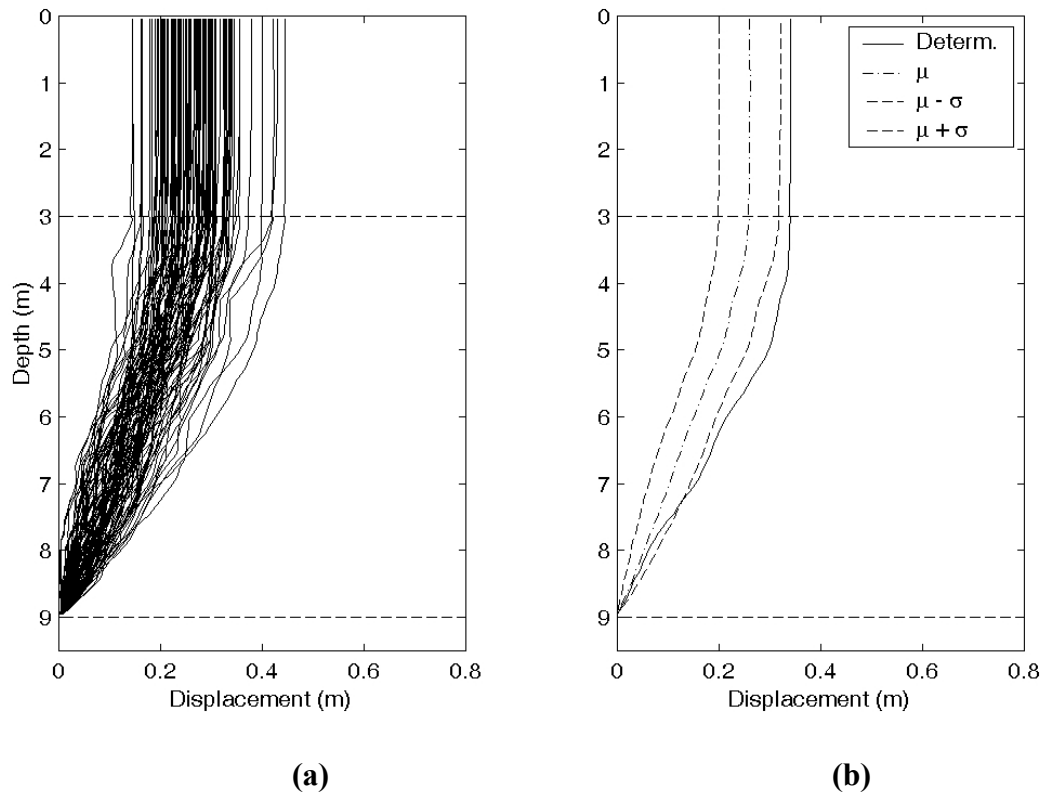 0
1
2
3
4
5
6
7
8
9
Depth (m)
0 0.2 0.4 0.6 0.8
Displacement (m)
(a)
0
1
2
3
4
5
6
7
8
9
Determ.
μ
μ - σ
μ + σ
0 0.2 0.4 0.6 0.8
Displacement (m)
(b)